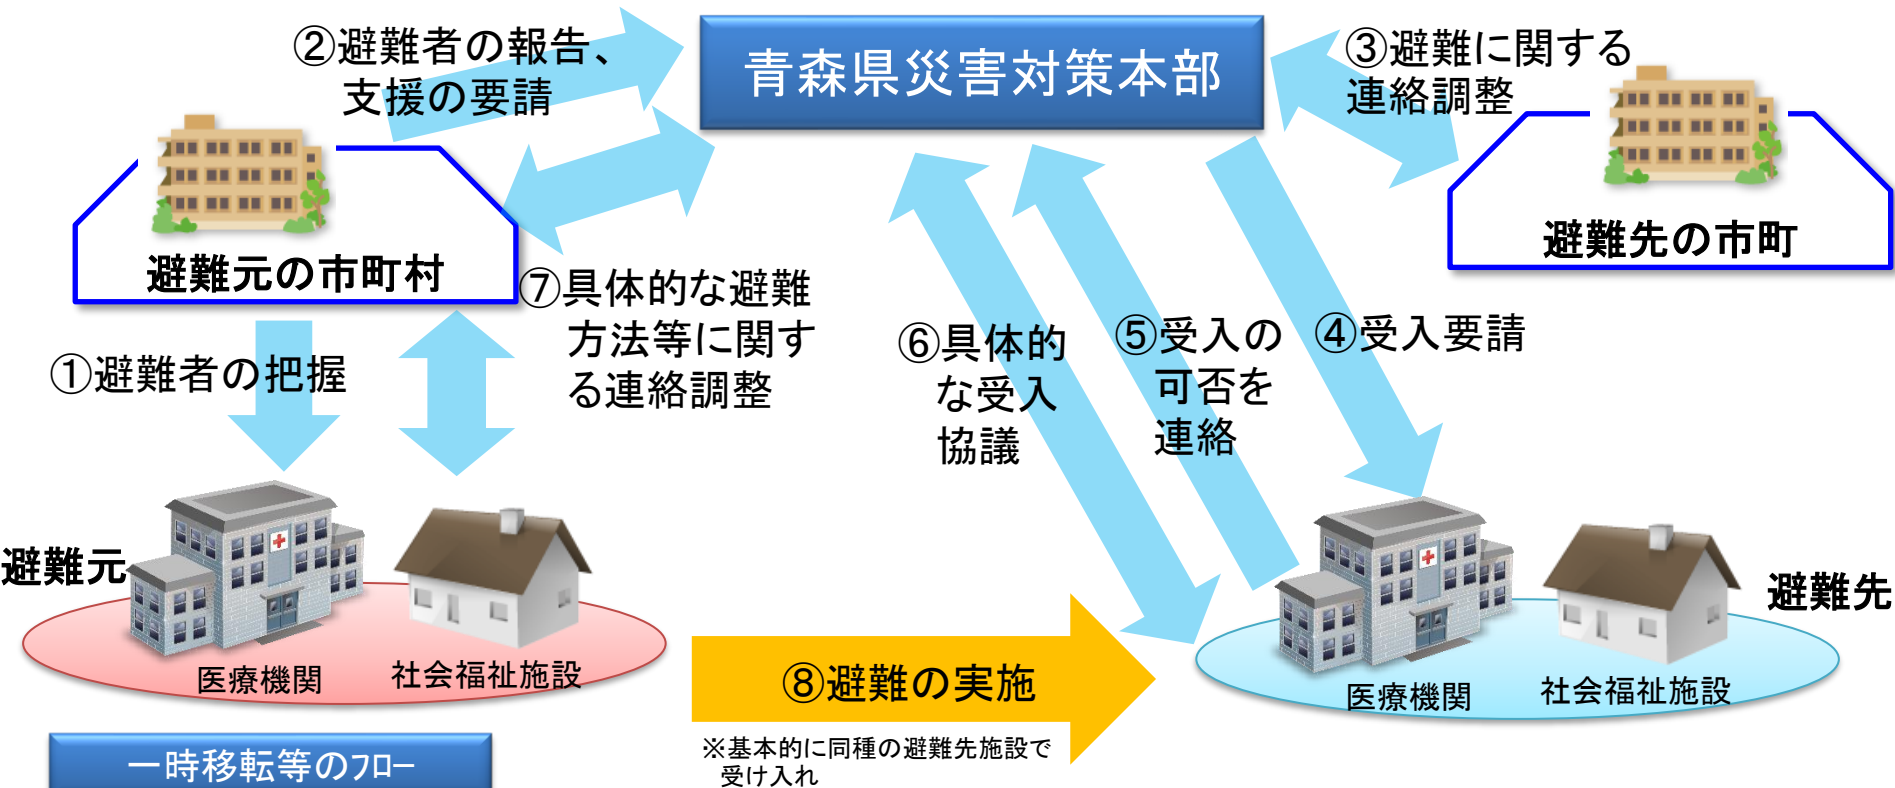 ②避難者の報告、
支援の要請
青森県災害対策本部
③避難に関する
連絡調整
避難元の市町村
避難先の市町
⑦具体的な避難
方法等に関す
る連絡調整
①避難者の把握
⑥具体的
な受入
協議
⑤受入の
可否を
連絡
④受入要請
避難元
医療機関
社会福祉施設
避難先
医療機関
社会福祉施設
⑧避難の実施
※基本的に同種の避難先施設で
受け入れ
一時移転等のフロー